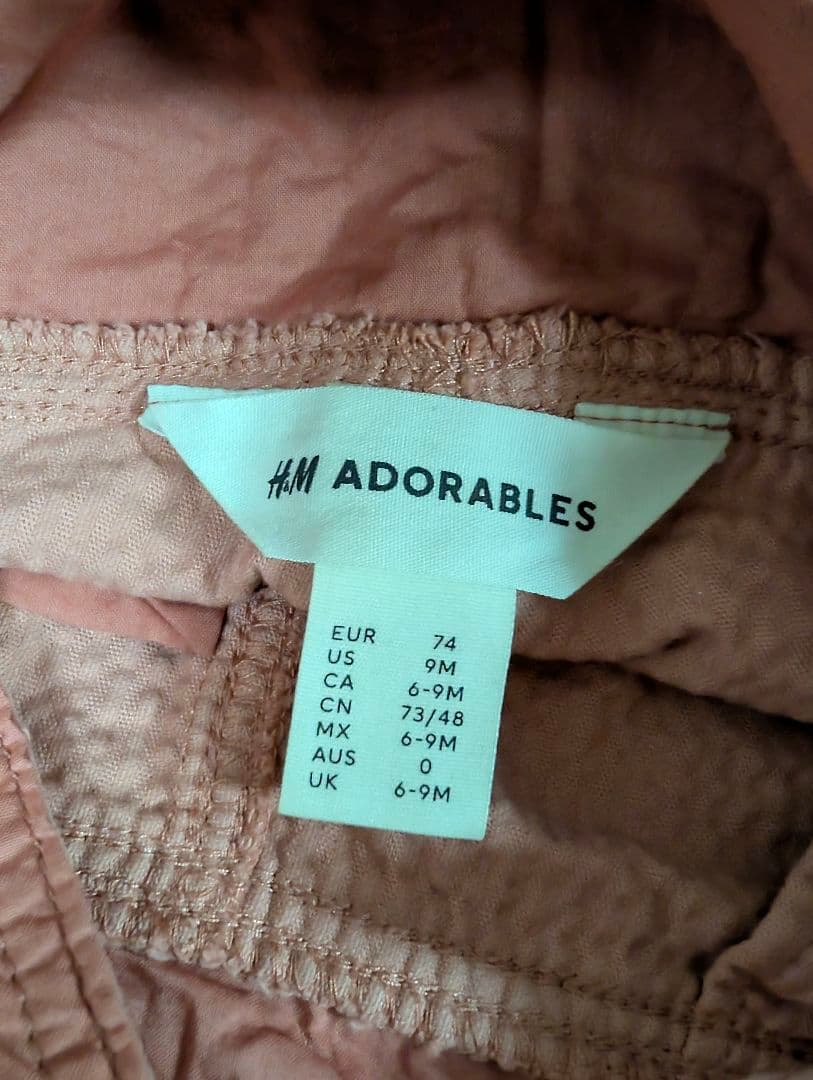 H&M ADORABLES
EUR 74
US 9M
CA 6-9M
CN 73/48
MX 6-9M
AUS 0
UK 6-9M